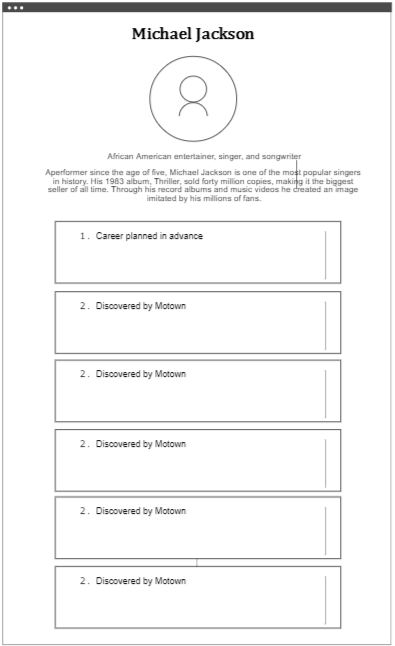 Michael Jackson
African American entertainer, singer, and songwriter
Aperformer since the age of five, Michael Jackson is one of the most popular singers
in history. His 1983 album, Thriller, sold forty million copies, making it the biggest
seller of all time. Through his record albums and music videos he created an image
imitated by his millions of fans.
1. Career planned in advance
2. Discovered by Motown
2. Discovered by Motown
2. Discovered by Motown
2. Discovered by Motown
2. Discovered by Motown